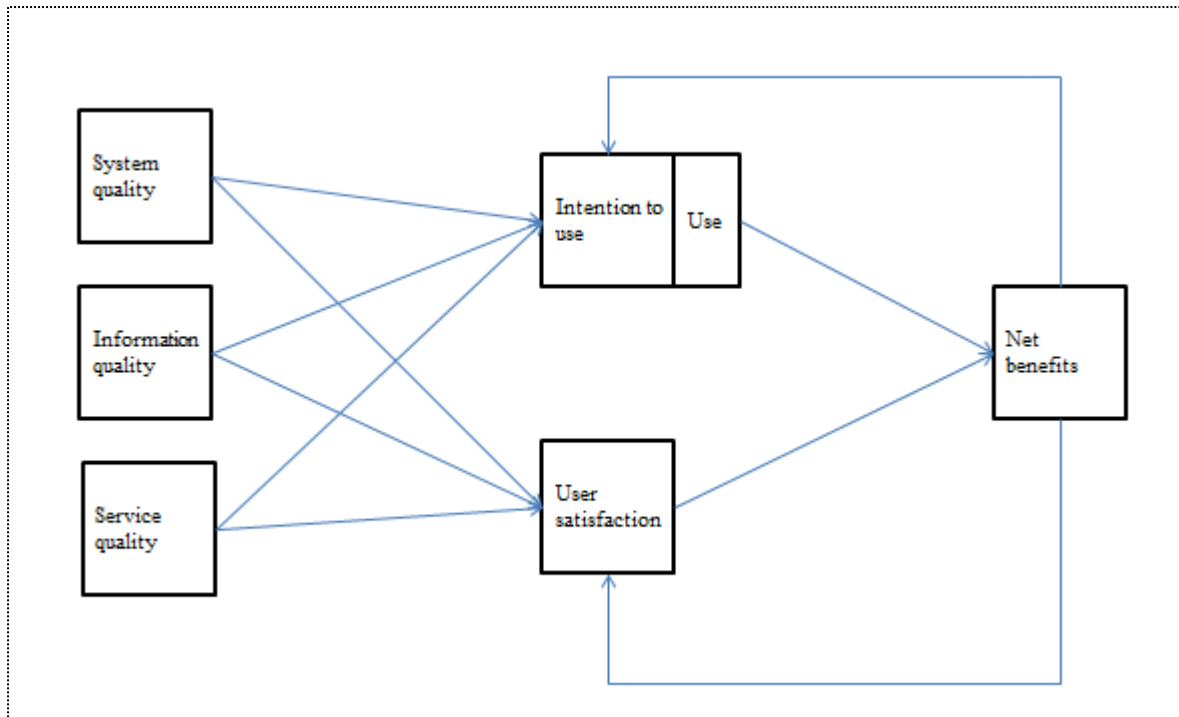 System
quality
Information
quality
Service
quality
Intention to
use
Use
User
satisfaction
Net
benefits